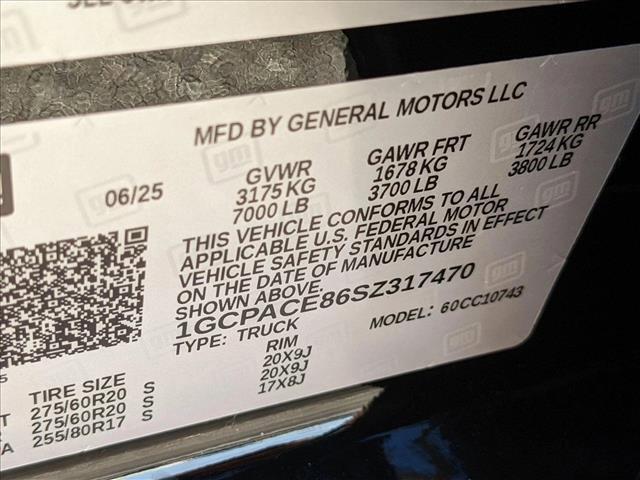 MFD BY GENERAL MOTORS LLC
06/25
GVWR GAWR FRT GAWR RR
3175 KG 1678 KG 1724 KG
7000 LB 3700 LB 3800 LB
THIS VEHICLE CONFORMS TO ALL
APPLICABLE U.S. FEDERAL MOTOR
VEHICLE SAFETY STANDARDS IN EFFECT
ON THE DATE OF MANUFACTURE
SHOWN ABOVE.
1GCPACE86SZ317470
TYPE: TRUCK MODEL: 60CC10743
TIRE SIZE RIM
275/60R20 S 20X9J
275/60R20 S 20X9J
255/80R17 S 17X8J
gm